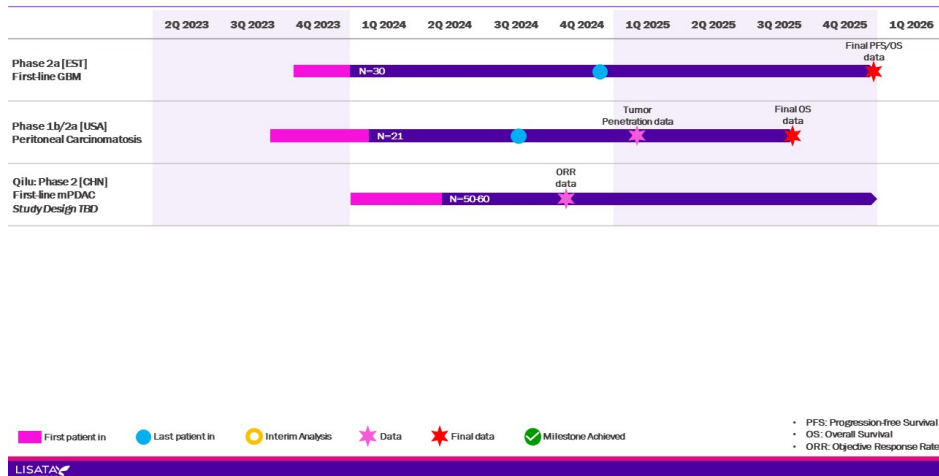 2Q 2023 3Q 2023 4Q 2023 1Q 2024 2Q 2024 3Q 2024 4Q 2024 1Q 2025 2Q 2025 3Q 2025 4Q 2025 1Q 2026
Final PFS/OS
data
Phase 2a [EST]
First-line GBM
N=30
Tumor
Penetration data
Final OS
data
Phase 1b/2a [USA]
Peritoneal Carcinomatosis
N=21
ORR
data
Qilu: Phase 2 [CHN]
First-line mPDAC
Study Design TBD
N=50-60
First patient in
Last patient in
Interim Analysis
Data
Final data
Milestone Achieved
• PFS: Progression-free Survival
• OS: Overall Survival
• ORR: Objective Response Rate
LISATA